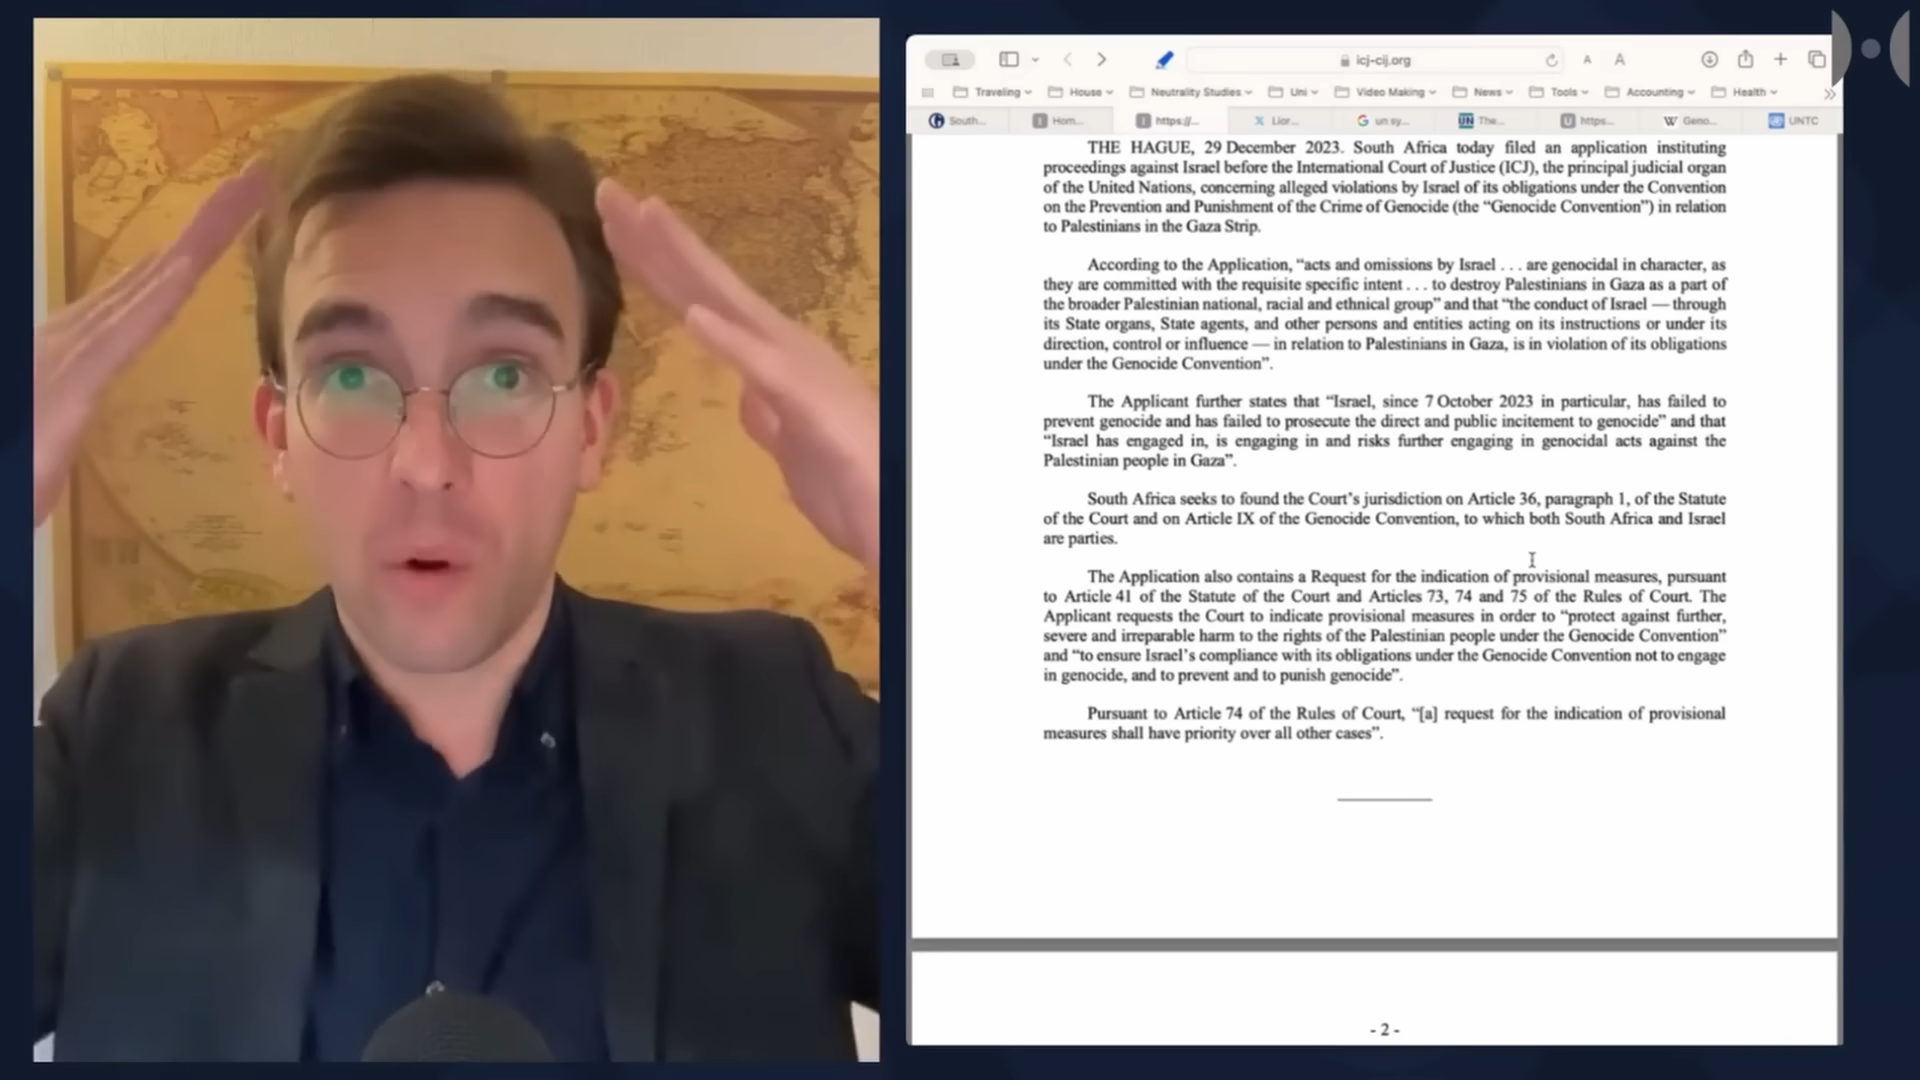 icj-cij.org
A A
Traveling House Neutrality Studies Uni Video Making News Tools Accounting Health
South... Hom... https://... X Lior... G un sy... UN The... https... W Geno... UNTC
THE HAGUE, 29 December 2023. South Africa today filed an application instituting
proceedings against Israel before the International Court of Justice (ICJ), the principal judicial organ
of the United Nations, concerning alleged violations by Israel of its obligations under the Convention
on the Prevention and Punishment of the Crime of Genocide (the “Genocide Convention”) in relation
to Palestinians in the Gaza Strip.
According to the Application, “acts and omissions by Israel . . . are genocidal in character, as
they are committed with the requisite specific intent . . . to destroy Palestinians in Gaza as a part of
the broader Palestinian national, racial and ethnical group” and that “the conduct of Israel — through
its State organs, State agents, and other persons and entities acting on its instructions or under its
direction, control or influence — in relation to Palestinians in Gaza, is in violation of its obligations
under the Genocide Convention”.
The Applicant further states that “Israel, since 7 October 2023 in particular, has failed to
prevent genocide and has failed to prosecute the direct and public incitement to genocide” and that
“Israel has engaged in, is engaging in and risks further engaging in genocidal acts against the
Palestinian people in Gaza”.
South Africa seeks to found the Court’s jurisdiction on Article 36, paragraph 1, of the Statute
of the Court and on Article IX of the Genocide Convention, to which both South Africa and Israel
are parties.
The Application also contains a Request for the indication of provisional measures, pursuant
to Article 41 of the Statute of the Court and Articles 73, 74 and 75 of the Rules of Court. The
Applicant requests the Court to indicate provisional measures in order to “protect against further,
severe and irreparable harm to the rights of the Palestinian people under the Genocide Convention”
and “to ensure Israel’s compliance with its obligations under the Genocide Convention not to engage
in genocide, and to prevent and to punish genocide”.
Pursuant to Article 74 of the Rules of Court, “[a] request for the indication of provisional
measures shall have priority over all other cases”.
- 2 -